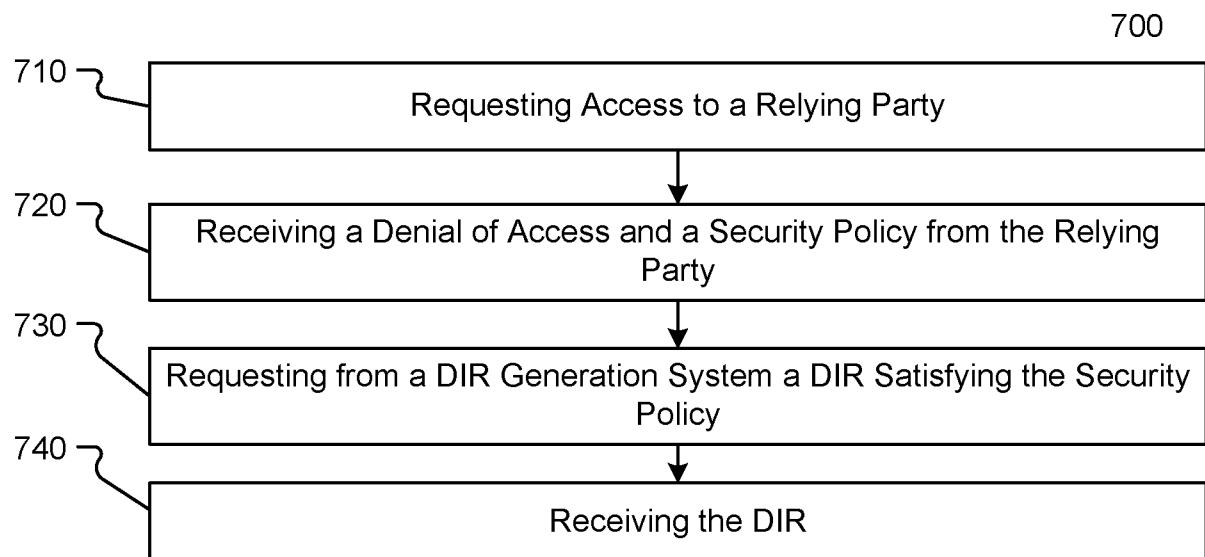 700
710
Requesting Access to a Relying Party
720
Receiving a Denial of Access and a Security Policy from the Relying
Party
730
Requesting from a DIR Generation System a DIR Satisfying the Security
Policy
740
Receiving the DIR